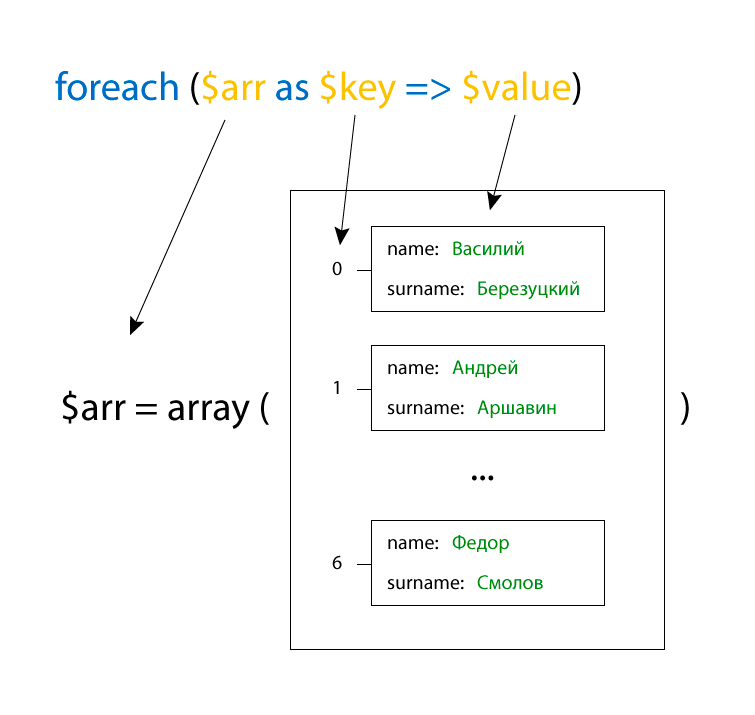 foreach ($arr as $key => $value)
0
name: Василий
surname: Березуцкий
1
name: Андрей
surname: Аршавин
$arr = array ( )
...
6
name: Федор
surname: Смолов